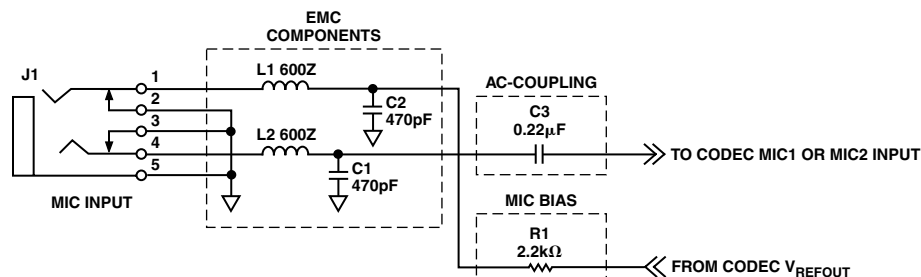 EMC
COMPONENTS
J1
1
L1 600Z
AC-COUPLING
2
C2
470pF
C3
0.22µF
3
L2 600Z
4
TO CODEC MIC1 OR MIC2 INPUT
C1
470pF
5
MIC INPUT
MIC BIAS
R1
2.2kΩ
FROM CODEC VREFOUT